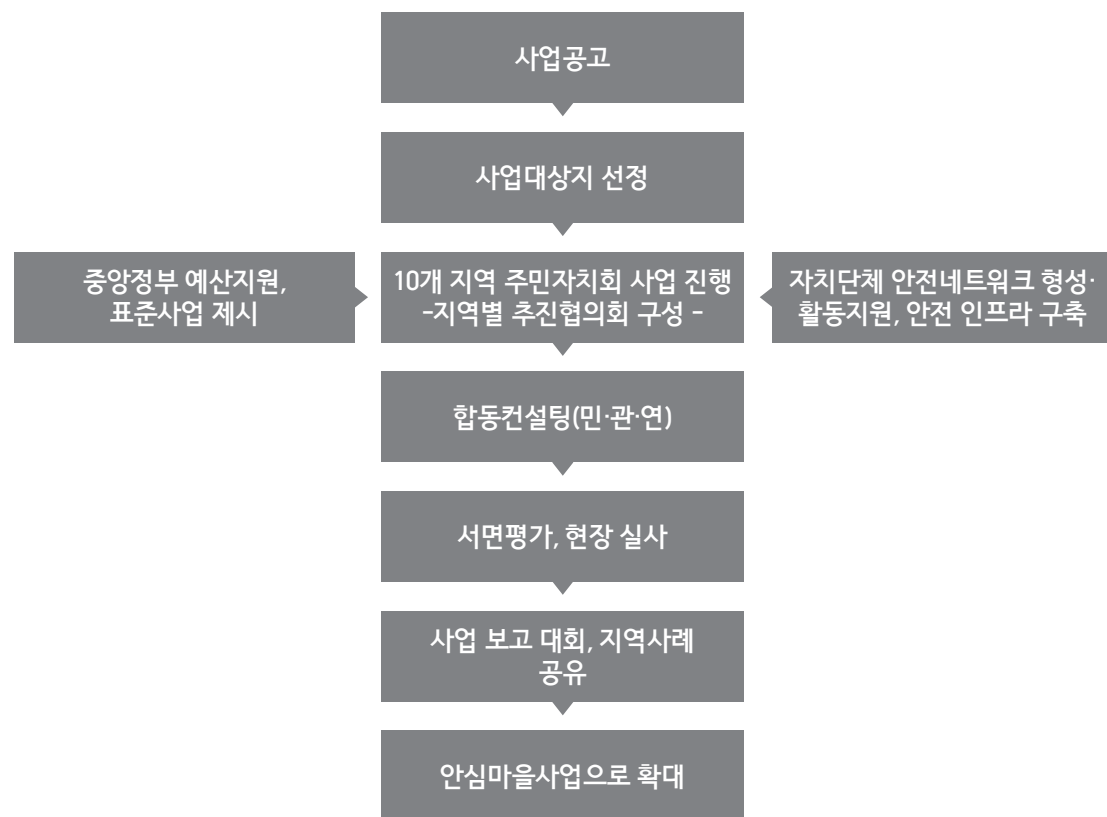 사업공고
사업대상지 선정
중앙정부 예산지원,
표준사업 제시
10개 지역 주민자치회 사업 진행
-지역별 추진협의회 구성 -
자치단체 안전네트워크 형성·
활동지원, 안전 인프라 구축
합동컨설팅(민·관·연)
서면평가, 현장 실사
사업 보고 대회, 지역사례
공유
안심마을사업으로 확대